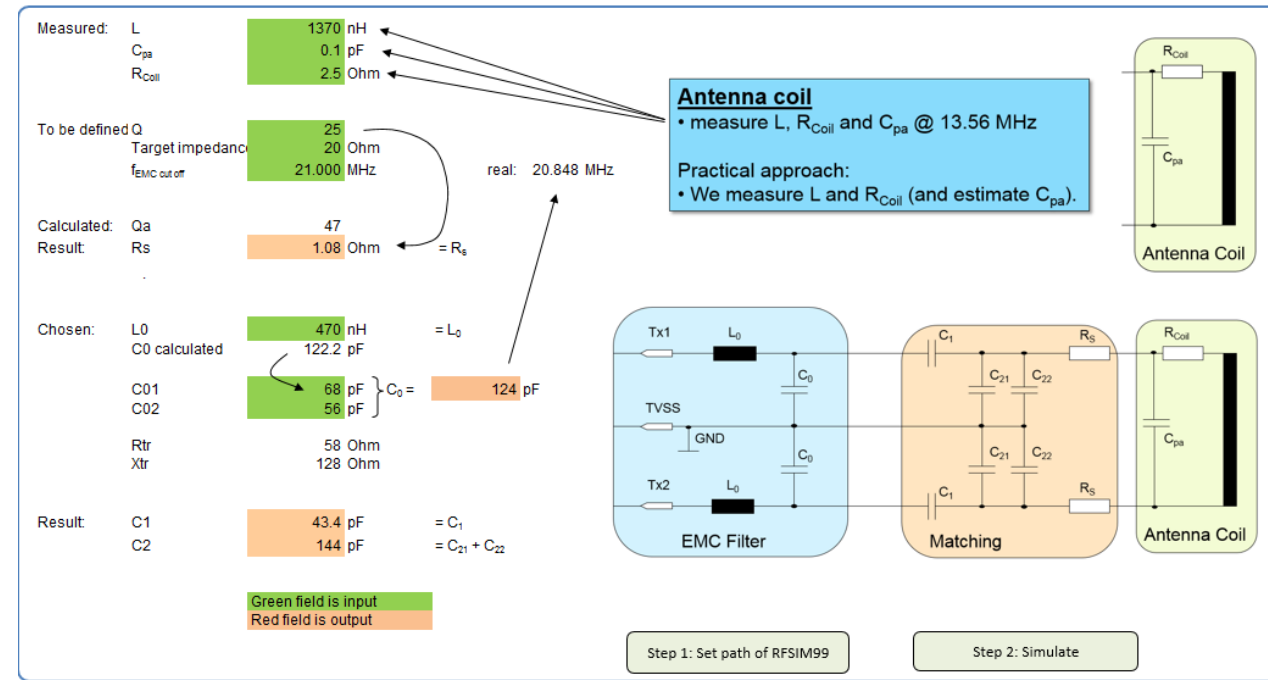 Measured: L 1370 nH
Cpa 0.1 pF
RCoil 2.5 Ohm
Antenna coil
• measure L, RCoil and Cpa @ 13.56 MHz
Practical approach:
• We measure L and RCoil (and estimate Cpa).
RCoil
Cpa
Antenna Coil
To be defined Q 25
Target impedanc 20 Ohm
fEMC cut off 21.000 MHz real: 20.848 MHz
Calculated: Qa 47
Result: Rs 1.08 Ohm = Rs
Chosen: L0 470 nH = L0
C0 calculated 122.2 pF
C01 68 pF } C0 = 124 pF
C02 56 pF
Rtr 58 Ohm
Xtr 128 Ohm
Result: C1 43.4 pF = C1
C2 144 pF = C21 + C22
Green field is input
Red field is output
Tx1 L0
C0
TVSS
GND
C0
Tx2 L0
EMC Filter
C1 RS
C21 C22
C21 C22
C1 RS
Matching
RCoil
Cpa
Antenna Coil
Step 1: Set path of RFSIM99
Step 2: Simulate